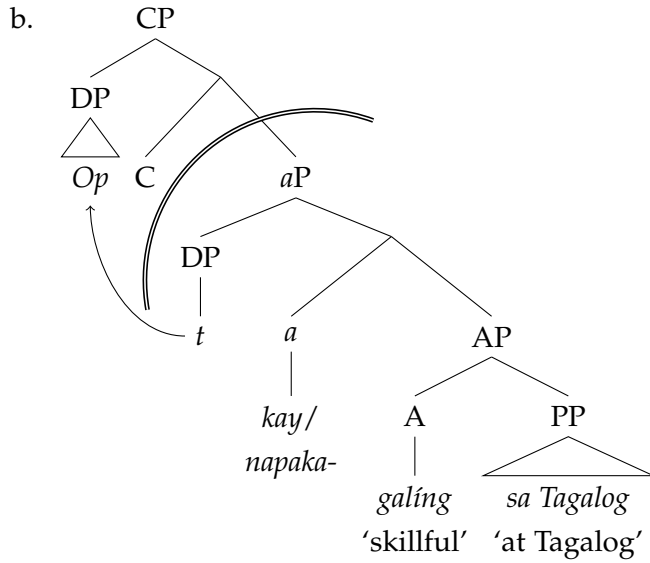 b.
CP
DP
Op C aP
DP
t a AP
kay/ A PP
napaka-
galíng sa Tagalog
‘skillful’ ‘at Tagalog’